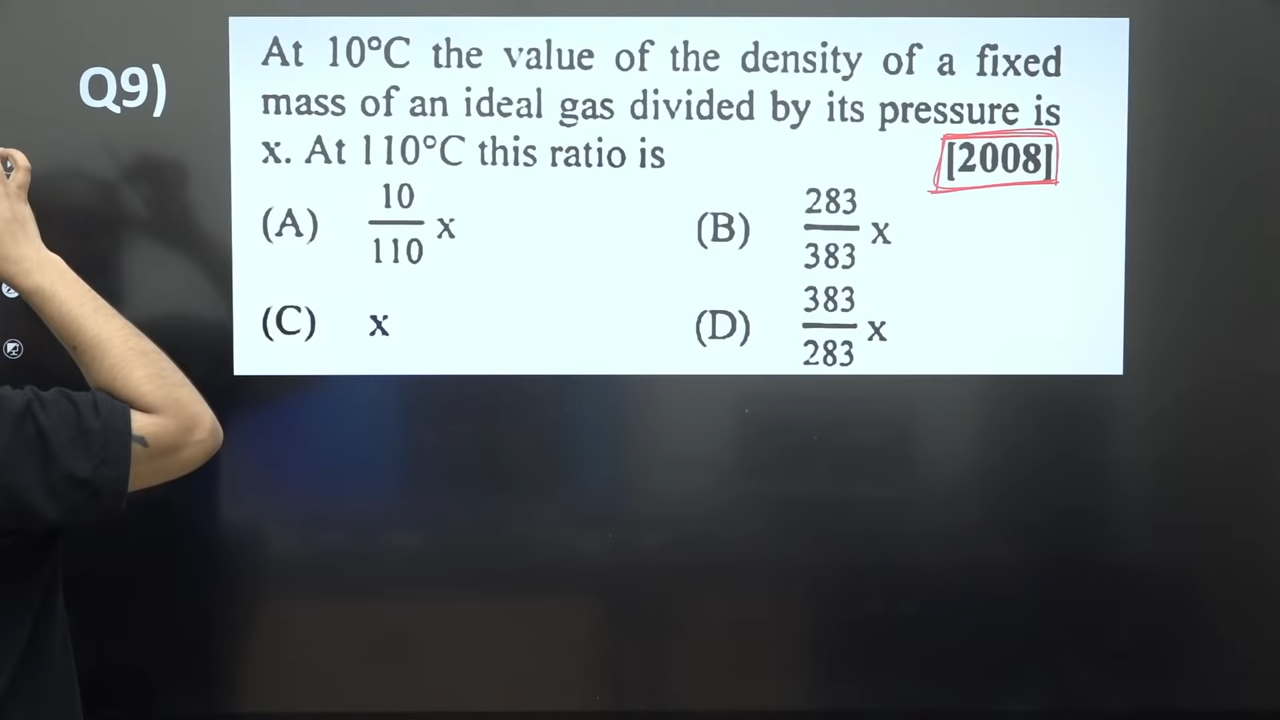 Q9)
At 10°C the value of the density of a fixed
mass of an ideal gas divided by its pressure is
x. At 110°C this ratio is [2008]
(A) 10/110 x (B) 283/383 x
(C) x (D) 383/283 x